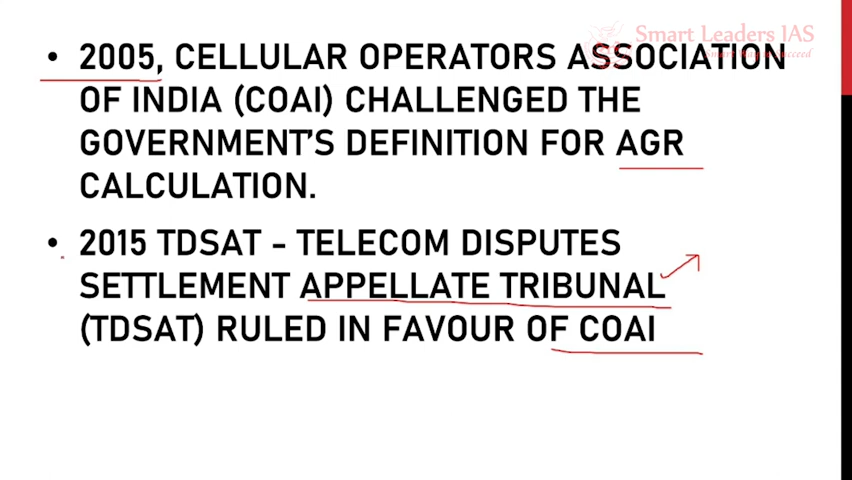 Smart Leaders IAS
• 2005, CELLULAR OPERATORS ASSOCIATION
OF INDIA (COAI) CHALLENGED THE
GOVERNMENT'S DEFINITION FOR AGR
CALCULATION.
• 2015 TDSAT - TELECOM DISPUTES
SETTLEMENT APPELLATE TRIBUNAL
(TDSAT) RULED IN FAVOUR OF COAI